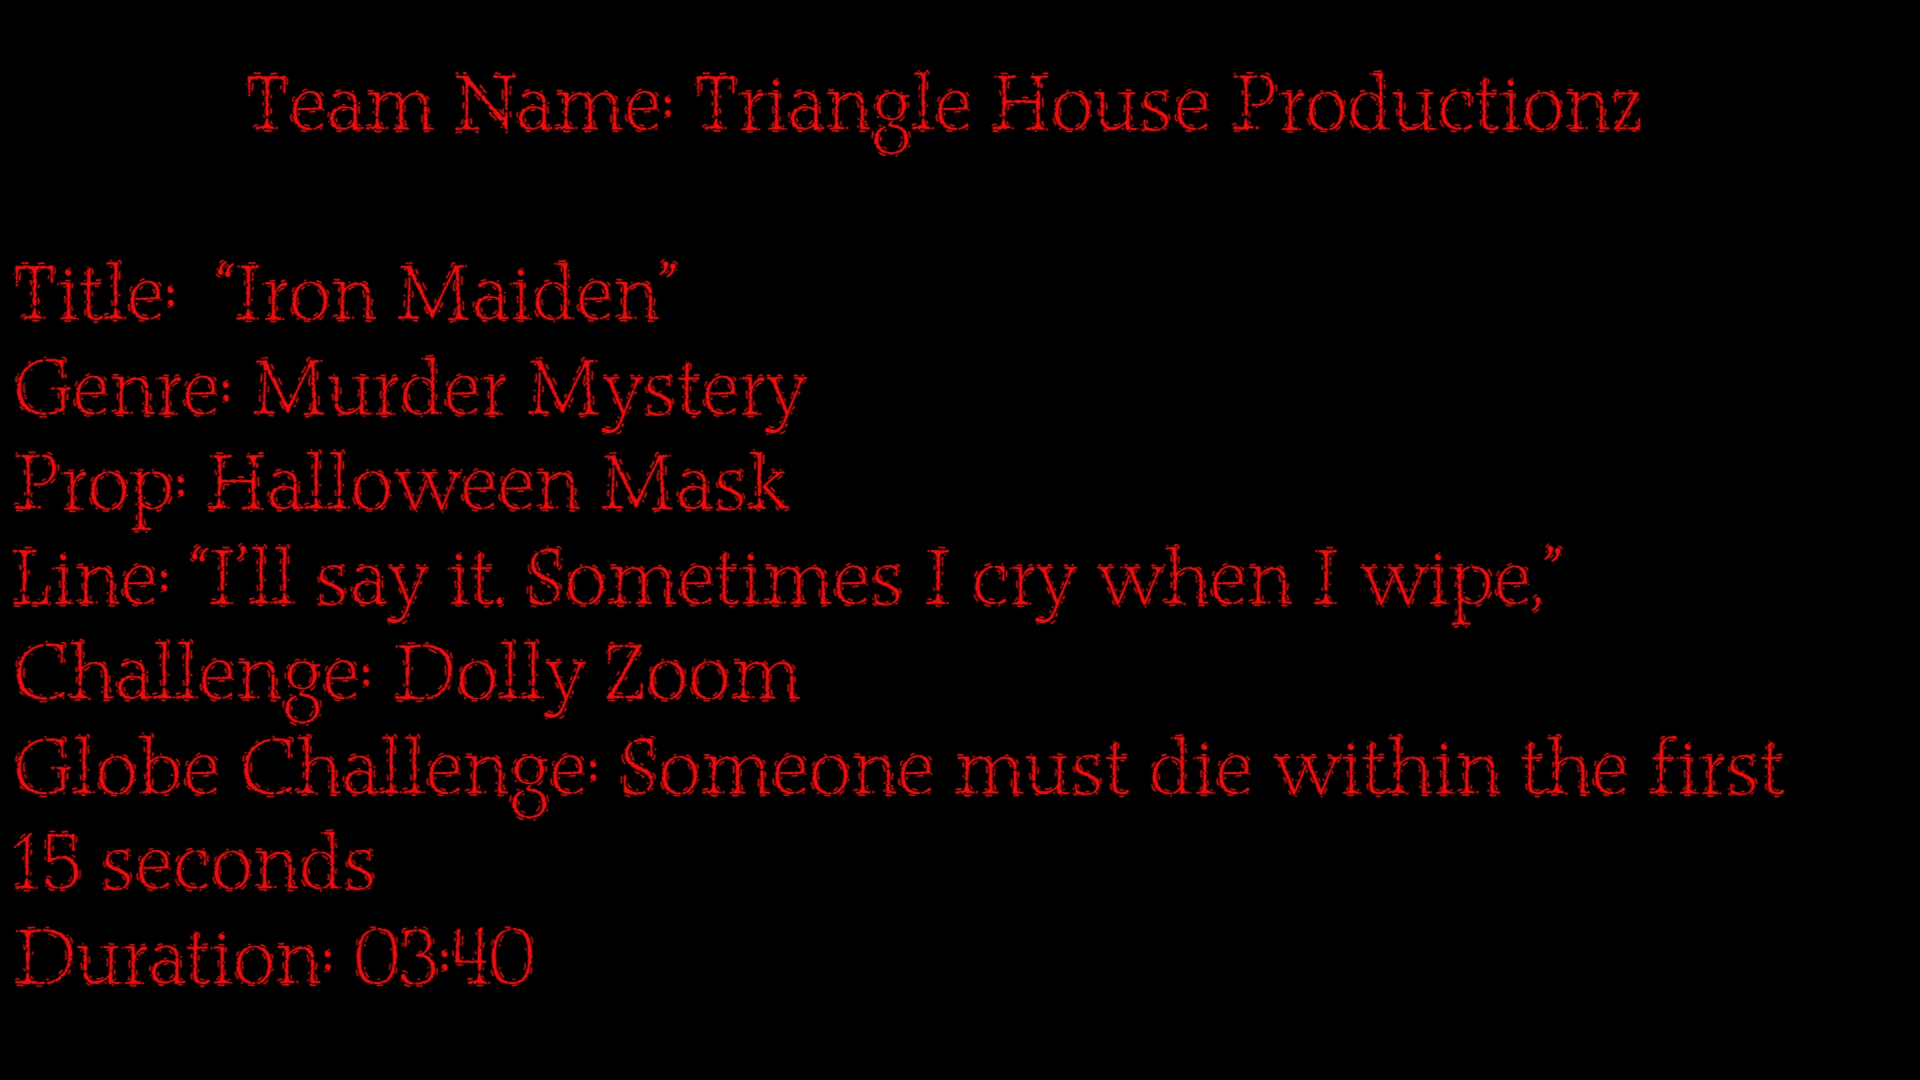 Team Name: Triangle House Productionz
Title: “Iron Maiden”
Genre: Murder Mystery
Prop: Halloween Mask
Line: “I’ll say it. Sometimes I cry when I wipe,”
Challenge: Dolly Zoom
Globe Challenge: Someone must die within the first
15 seconds
Duration: 03:40